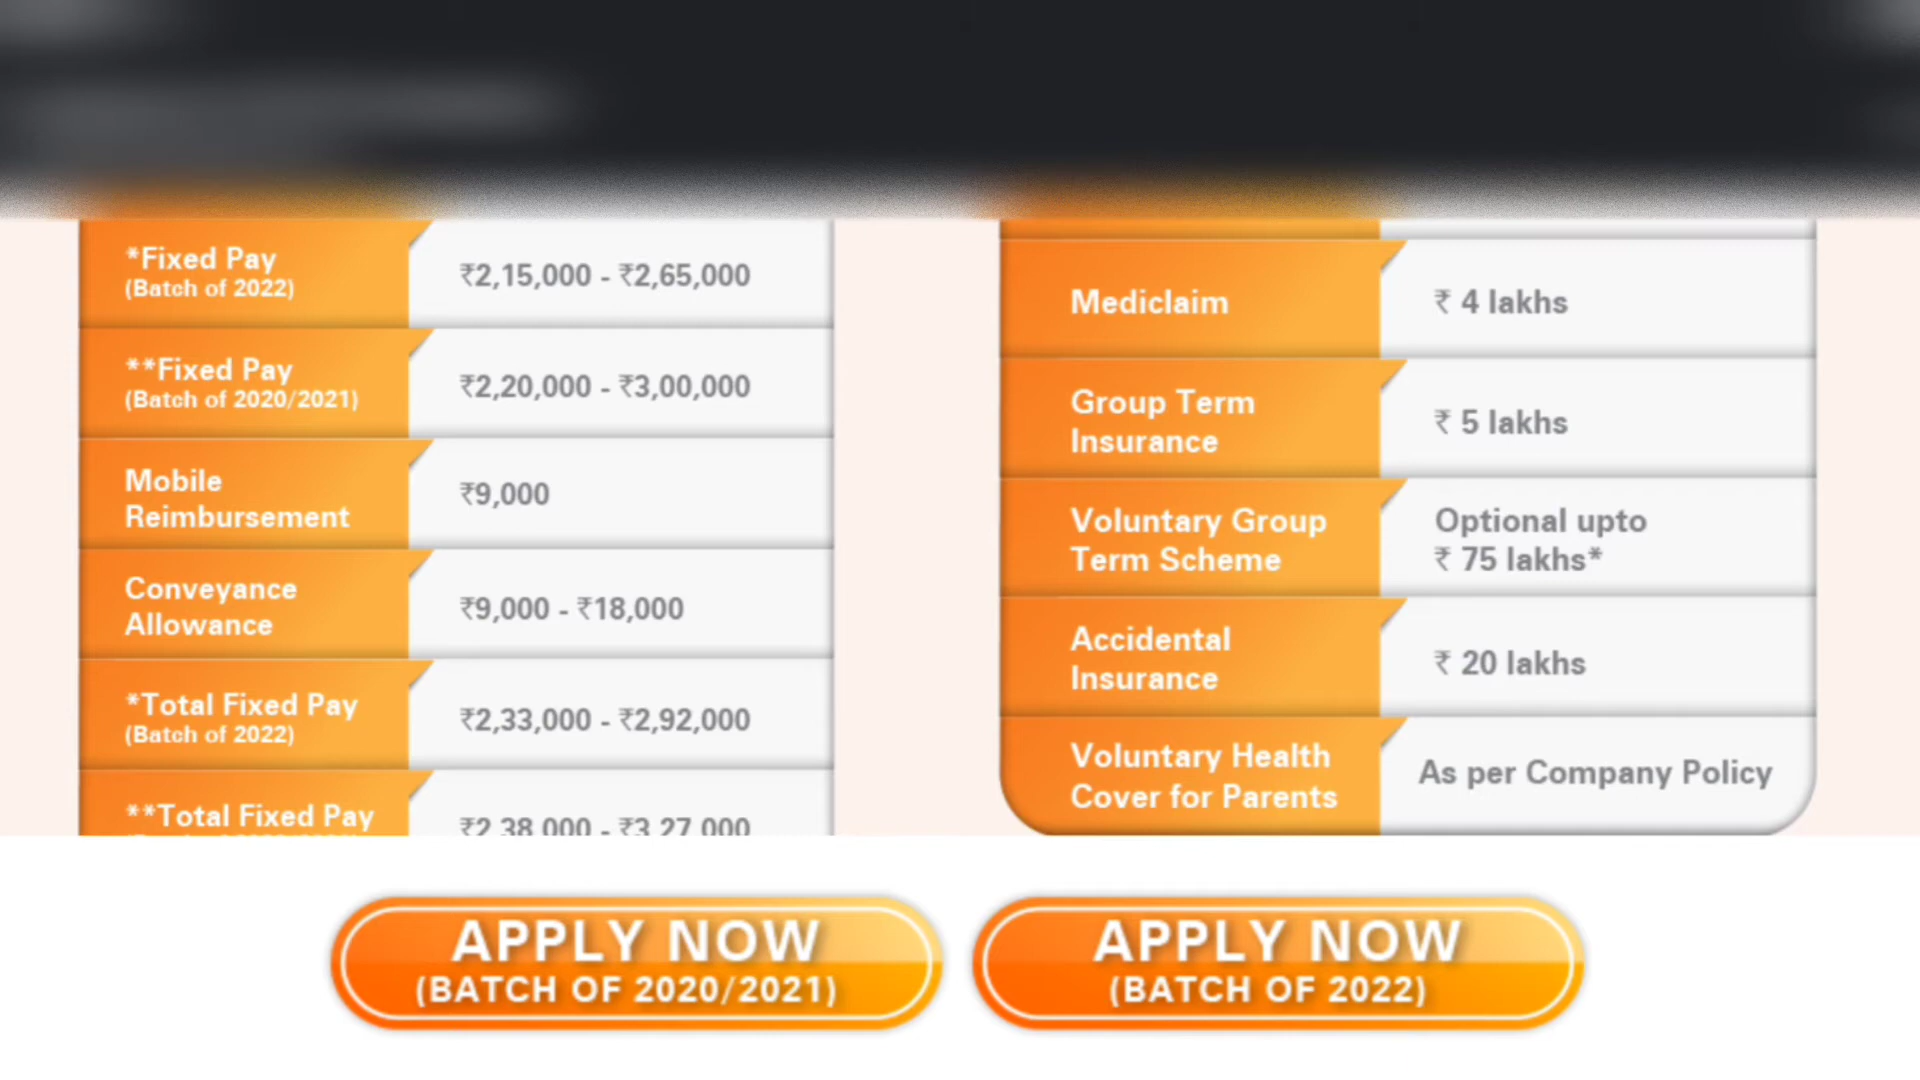 *Fixed Pay
(Batch of 2022)
₹2,15,000 - ₹2,65,000
**Fixed Pay
(Batch of 2020/2021)
₹2,20,000 - ₹3,00,000
Mobile
Reimbursement
₹9,000
Conveyance
Allowance
₹9,000 - ₹18,000
*Total Fixed Pay
(Batch of 2022)
₹2,33,000 - ₹2,92,000
**Total Fixed Pay
₹2,38,000 - ₹3,27,000
Mediclaim
₹ 4 lakhs
Group Term
Insurance
₹ 5 lakhs
Voluntary Group
Term Scheme
Optional upto
₹ 75 lakhs*
Accidental
Insurance
₹ 20 lakhs
Voluntary Health
Cover for Parents
As per Company Policy
APPLY NOW
(BATCH OF 2020/2021)
APPLY NOW
(BATCH OF 2022)